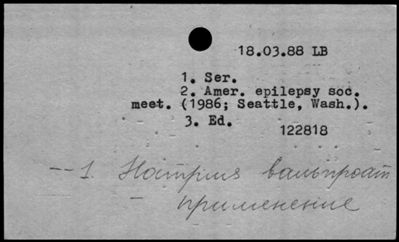 18.03.88 LB
1. Ser.
2. Amer. epilepsy soc.
meet. (1986; Seattle, Wash.).
3. Ed.
122818
--1. Натрия вальпроат
- применение